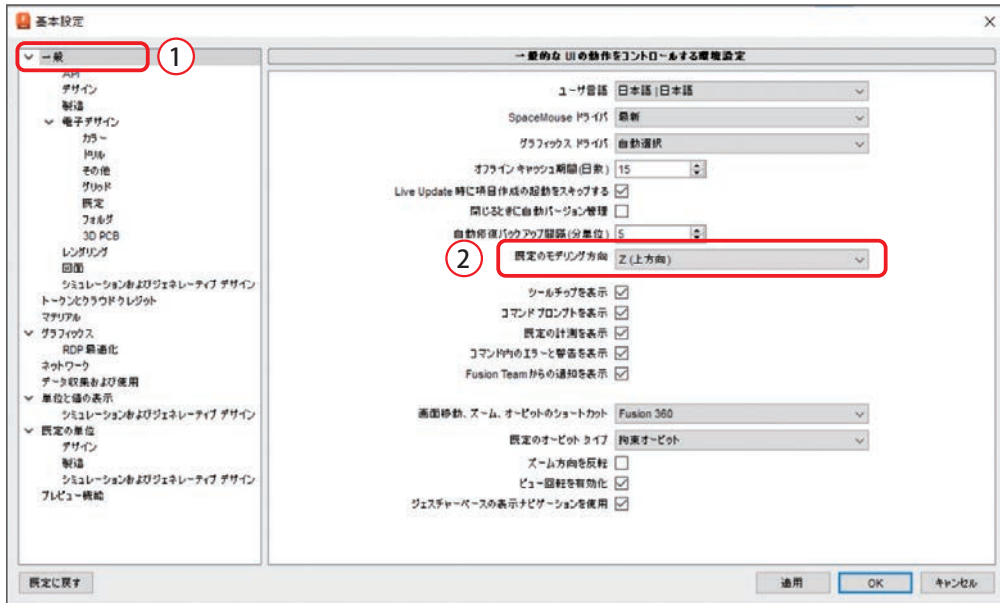 基本設定
一般
①
API
デザイン
製造
電子デザイン
カラー
ドリル
その他
グリッド
既定
フォルダ
3D PCB
レンダリング
図面
シミュレーションおよびジェネレーティブ デザイン
トークンとクラウド クレジット
マテリアル
グラフィックス
RDP 最適化
ネットワーク
データ収集および使用
単位と値の表示
シミュレーションおよびジェネレーティブ デザイン
既定の単位
デザイン
製造
シミュレーションおよびジェネレーティブ デザイン
プレビュー機能
一般的な UI の動作をコントロールする環境設定
ユーザ言語 日本語 | 日本語
SpaceMouse ドライバ 最新
グラフィックス ドライバ 自動選択
オフライン キャッシュ期間(日数) 15
Live Update 時に項目作成の起動をスキップする
閉じるときに自動バージョン管理
自動修復バックアップ間隔(分単位) 5
② 既定のモデリング方向 Z (上方向)
ツールチップを表示
コマンド プロンプトを表示
既定の計測を表示
コマンド内のエラーと警告を表示
Fusion Team からの通知を表示
画面移動、ズーム、オービットのショートカット Fusion 360
既定のオービット タイプ 拘束オービット
ズーム方向を反転
ビュー回転を有効化
ジェスチャーベースの表示ナビゲーションを使用
既定に戻す 適用 OK キャンセル